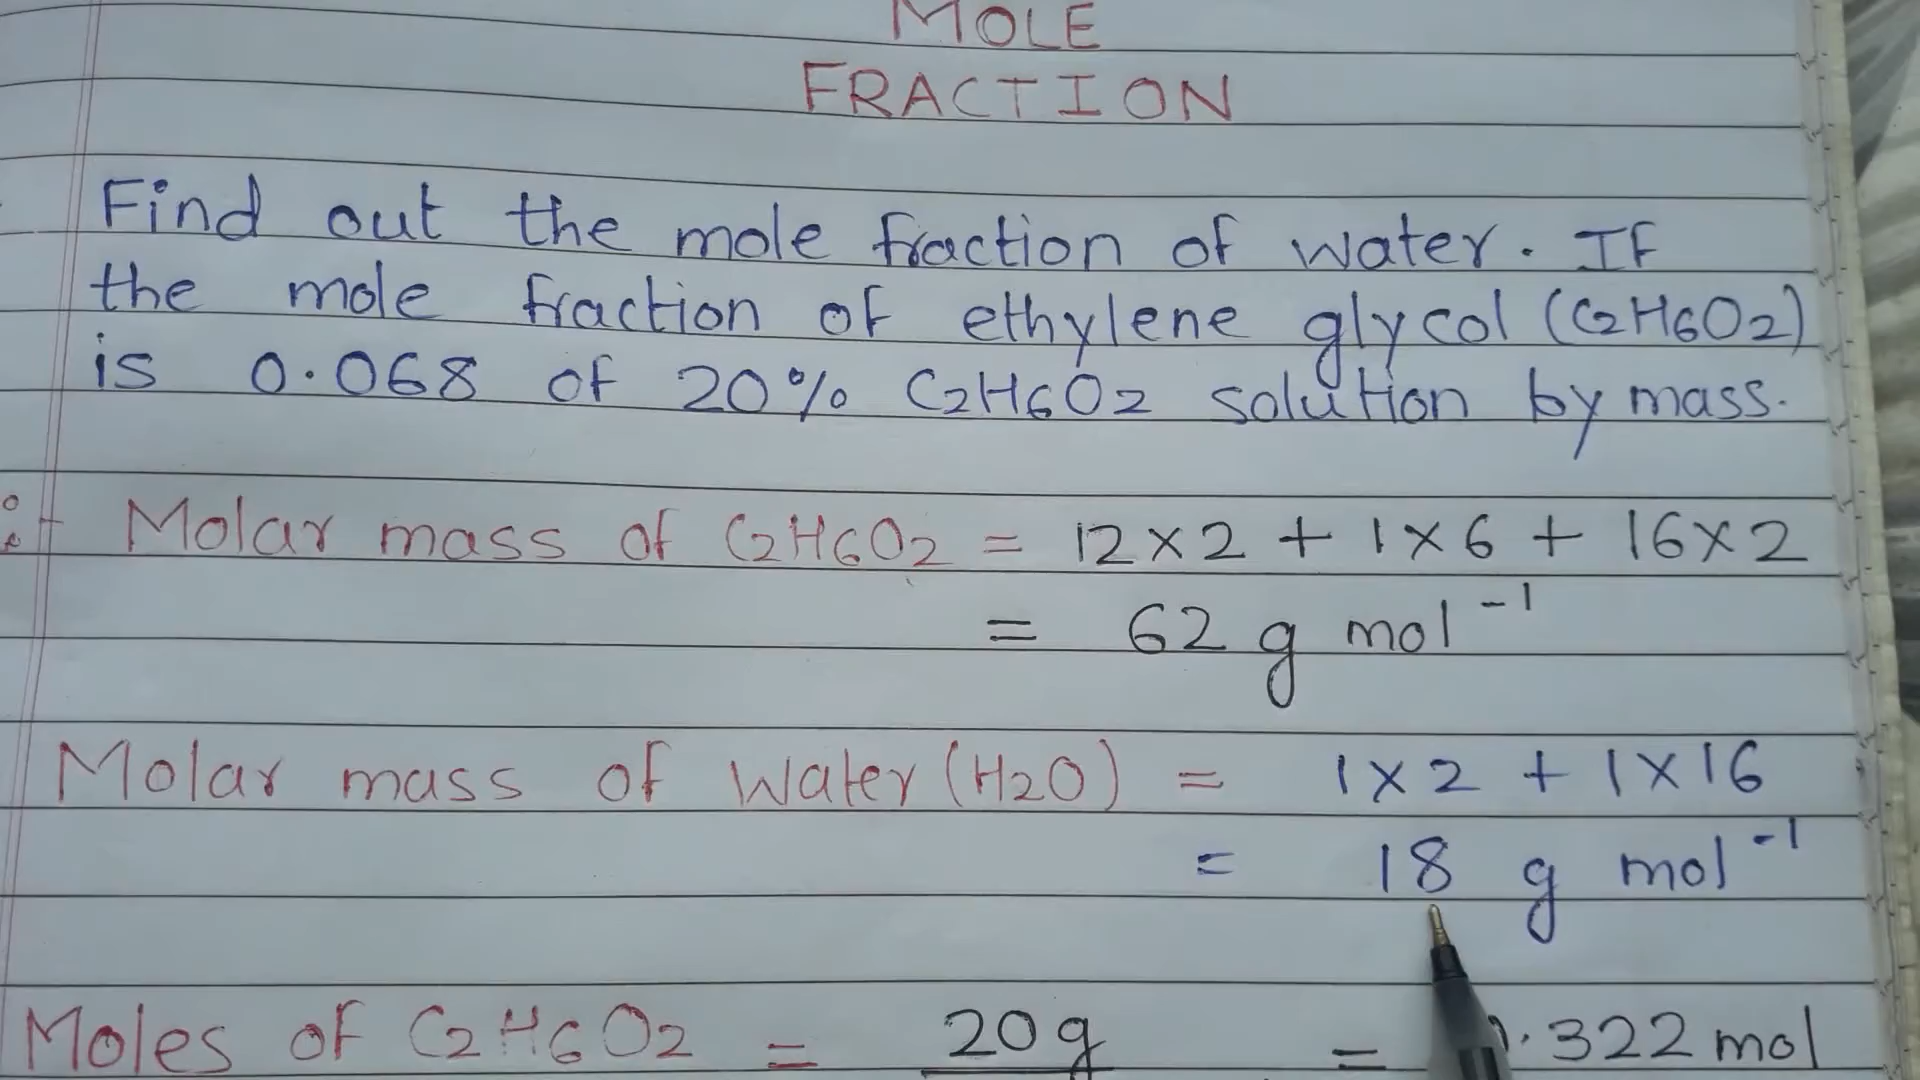 MOLE
FRACTION
Find out the mole fraction of water. If
the mole fraction of ethylene glycol (C2H6O2)
is 0.068 of 20% C2H6O2 solution by mass.
Molar mass of C2H6O2 = 12 × 2 + 1 × 6 + 16 × 2
= 62 g mol⁻¹
Molar mass of water (H2O) = 1 × 2 + 1 × 16
= 18 g mol⁻¹
Moles of C2H6O2 = 20g = .322 mol